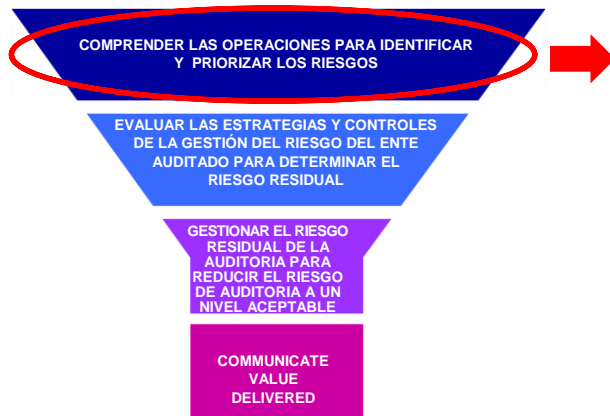 COMPRENDER LAS OPERACIONES PARA IDENTIFICAR
Y PRIORIZAR LOS RIESGOS
EVALUAR LAS ESTRATEGIAS Y CONTROLES
DE LA GESTIÓN DEL RIESGO DEL ENTE
AUDITADO PARA DETERMINAR EL
RIESGO RESIDUAL
GESTIONAR EL RIESGO
RESIDUAL DE LA
AUDITORIA PARA
REDUCIR EL RIESGO
DE AUDITORIA A UN
NIVEL ACEPTABLE
COMMUNICATE
VALUE
DELIVERED